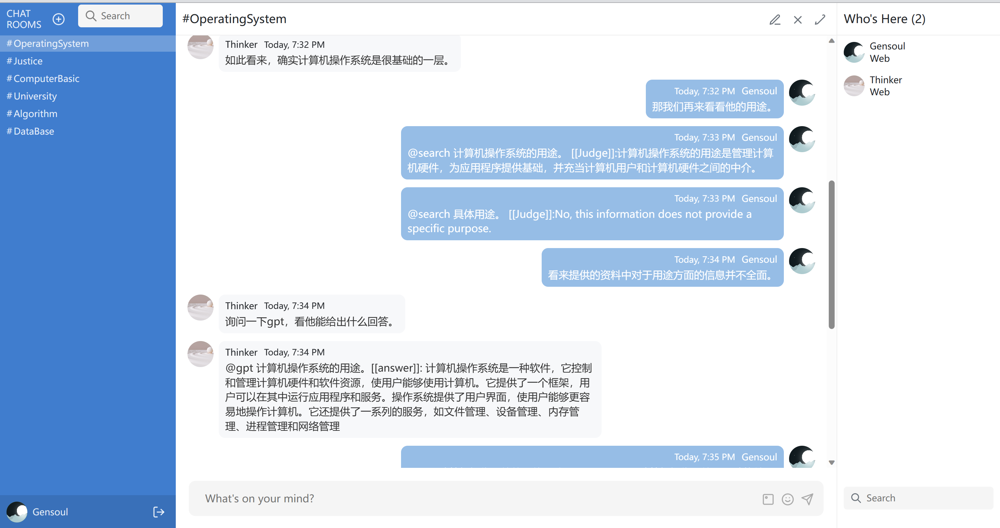 CHAT
ROOMS
Search
#OperatingSystem
#Justice
#ComputerBasic
#University
#Algorithm
#DataBase
Gensoul
#OperatingSystem
Thinker Today, 7:32 PM
如此看来，确实计算机操作系统是很基础的一层。
Today, 7:32 PM Gensoul
那我们再来看看他的用途。
Today, 7:33 PM Gensoul
@search 计算机操作系统的用途。 [[Judge]]:计算机操作系统的用途是管理计算
机硬件，为应用程序提供基础，并充当计算机用户和计算机硬件之间的中介。
Today, 7:33 PM Gensoul
@search 具体用途。 [[Judge]]:No, this information does not provide a
specific purpose.
Today, 7:34 PM Gensoul
看来提供的资料中对于用途方面的信息并不全面。
Thinker Today, 7:34 PM
询问一下gpt，看他能给出什么回答。
Thinker Today, 7:34 PM
@gpt 计算机操作系统的用途。[[answer]]: 计算机操作系统是一种软件，它控制
和管理计算机硬件和软件资源，使用户能够使用计算机。它提供了一个框架，用
户可以在其中运行应用程序和服务。操作系统提供了用户界面，使用户能够更容
易地操作计算机。它还提供了一系列的服务，如文件管理、设备管理、内存管
理、进程管理和网络管理
Today, 7:35 PM Gensoul
What's on your mind?
Who's Here (2)
Gensoul
Web
Thinker
Web
Search